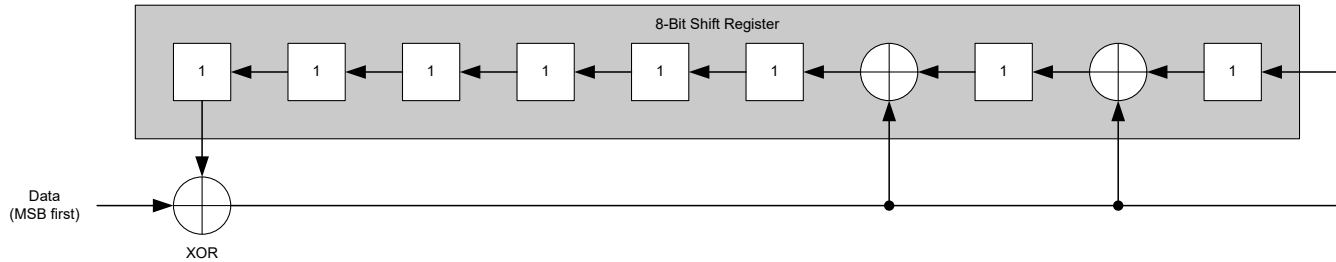 8-Bit Shift Register
1 1 1 1 1 1 1 1
Data
(MSB first)
XOR